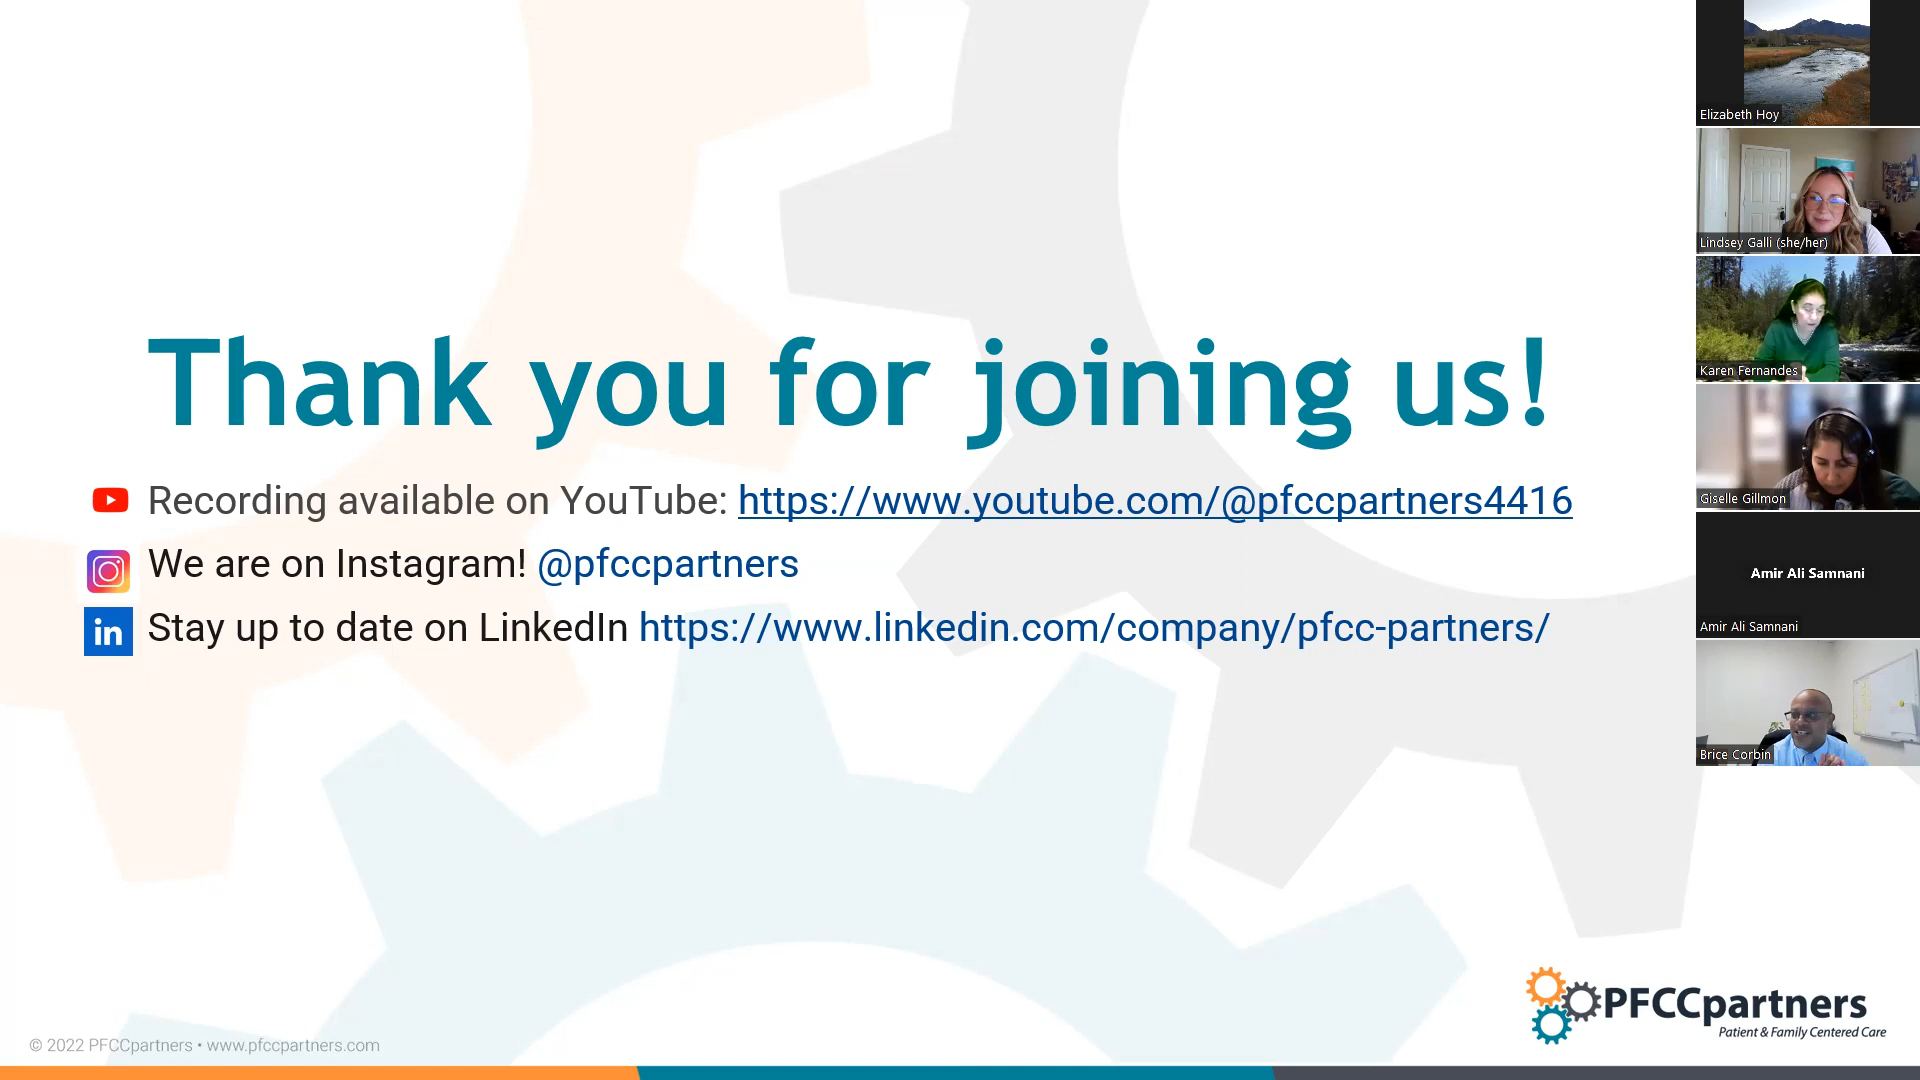 Thank you for joining us!
Recording available on YouTube: https://www.youtube.com/@pfccpartners4416
We are on Instagram! @pfccpartners
in Stay up to date on LinkedIn https://www.linkedin.com/company/pfcc-partners/
Elizabeth Hoy
Lindsey Galli (she/her)
Karen Fernandes
Giselle Gillmon
Amir Ali Samnani
Amir Ali Samnani
Brice Corbin
PFCCpartners
Patient & Family Centered Care
© 2022 PFCCpartners • www.pfccpartners.com